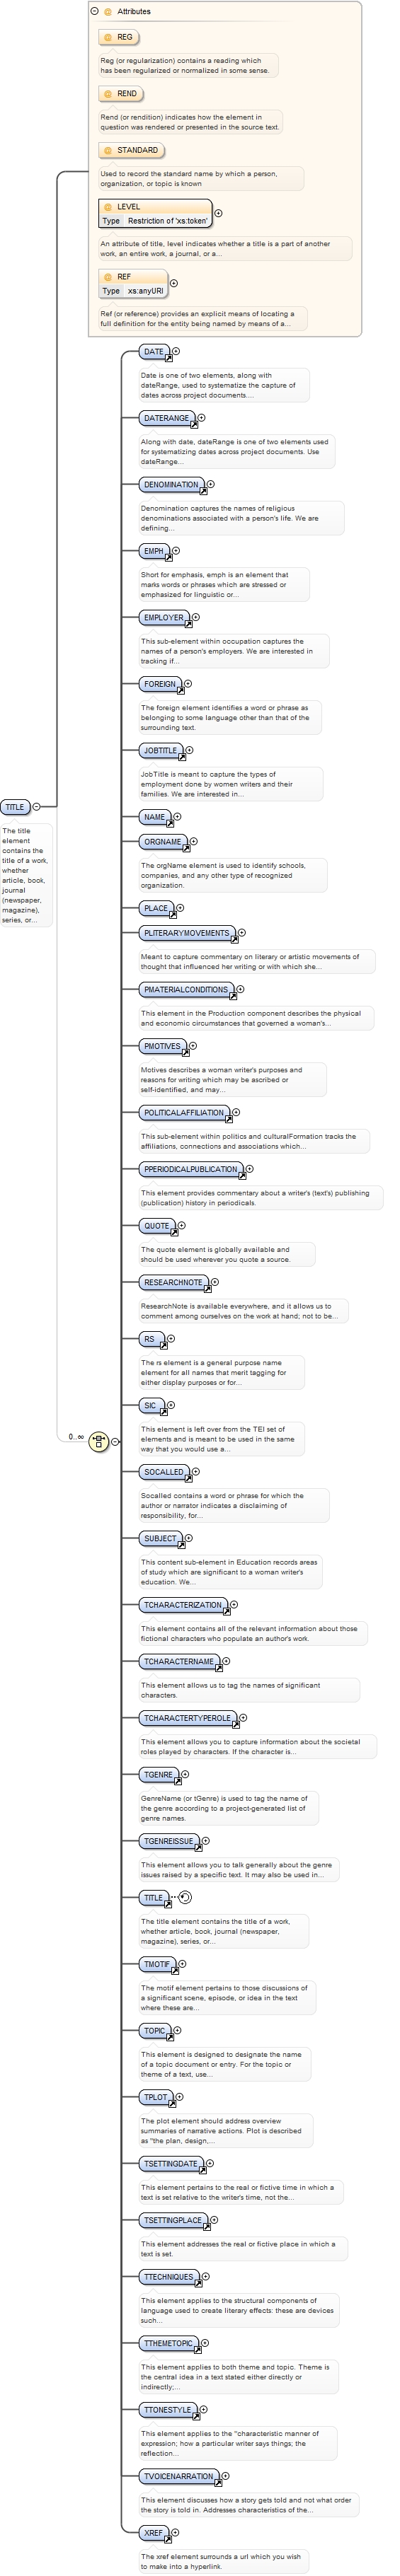 Attributes
REG
Reg (or regularization) contains a reading which
has been regularized or normalized in some sense.
REND
Rend (or rendition) indicates how the element in
question was rendered or presented in the source text.
STANDARD
Used to record the standard name by which a person,
organization, or topic is known
LEVEL
Type Restriction of 'xs:token'
An attribute of title, level indicates whether a title is a part of another
work, an entire work, a journal, or a...
REF
Type xs:anyURI
Ref (or reference) provides an explicit means of locating a
full definition for the entity being named by means of a...
DATE
Date is one of two elements, along with
dateRange, used to systematize the capture of
dates across project documents....
DATERANGE
Along with date, dateRange is one of two elements used
for systematizing dates across project documents. Use
dateRange...
DENOMINATION
Denomination captures the names of religious
denominations associated with a person's life. We are
defining...
EMPH
Short for emphasis, emph is an element that
marks words or phrases which are stressed or
emphasized for linguistic or...
EMPLOYER
This sub-element within occupation captures the
names of a person's employers. We are interested in
tracking if...
FOREIGN
The foreign element identifies a word or phrase as
belonging to some language other than that of the
surrounding text.
JOBTITLE
JobTitle is meant to capture the types of
employment done by women writers and their
families. We are interested in...
NAME
ORGNAME
The orgName element is used to identify schools,
companies, and any other type of recognized
organization.
PLACE
PLITERARYMOVEMENTS
Meant to capture commentary on literary or artistic movements of
thought that influenced her writing or with which she...
PMATERIALCONDITIONS
This element in the Production component describes the physical
and economic circumstances that governed a woman's...
PMOTIVES
Motives describes a woman writer's purposes and
reasons for writing which may be ascribed or
self-identified, and may...
POLITICALAFFILIATION
This sub-element within politics and culturalFormation tracks the
affiliations, connections and associations which...
PPERIODICALPUBLICATION
This element provides commentary about a writer's (text's) publishing
(publication) history in periodicals.
QUOTE
The quote element is globally available and
should be used wherever you quote a source.
RESEARCHNOTE
ResearchNote is available everywhere, and it allows us to
comment among ourselves on the work at hand; not to be...
RS
The rs element is a general purpose name
element for all names that merit tagging for
either display purposes or for...
SIC
This element is left over from the TEI set of
elements and is meant to be used in the same
way that you would use a...
SOCALLED
Socalled contains a word or phrase for which the
author or narrator indicates a disclaiming of
responsibility, for...
SUBJECT
This content sub-element in Education records areas
of study which are significant to a woman writer's
education. We...
TCHARACTERIZATION
This element contains all of the relevant information about those
fictional characters who populate an author's work.
TCHARACTERNAME
This element allows us to tag the names of significant
characters.
TCHARACTERTYPEROLE
This element allows you to capture information about the societal
roles played by characters. If the character is...
TGENRE
GenreName (or tGenre) is used to tag the name of
the genre according to a project-generated list of
genre names.
TGENREISSUE
This element allows you to talk generally about the genre
issues raised by a specific text. It may also be used in...
TITLE
The title element contains the title of a work,
whether article, book, journal (newspaper,
magazine), series, or...
TMOTIF
The motif element pertains to those discussions of
a significant scene, episode, or idea in the text
where these are...
TOPIC
This element is designed to designate the name
of a topic document or entry. For the topic or
theme of a text, use...
TPLOT
The plot element should address overview
summaries of narrative actions. Plot is described
as "the plan, design,...
TSETTINGDATE
This element pertains to the real or fictive time in which a
text is set relative to the writer's time, not the...
TSETTINGPLACE
This element addresses the real or fictive place in which a
text is set.
TTECHNIQUES
This element applies to the structural components of
language used to create literary effects: these are devices
such...
TTHEMETOPIC
This element applies to both theme and topic. Theme is
the central idea in a text stated either directly or
indirectly;...
TTONESTYLE
This element applies to the "characteristic manner of
expression; how a particular writer says things; the
reflection...
TVOICENARRATION
This element discusses how a story gets told and not what order
the story is told in. Addresses characteristics of the...
XREF
The xref element surrounds a url which you wish
to make into a hyperlink.
TITLE
The title
element
contains the
title of a work,
whether
article, book,
journal
(newspaper,
magazine),
series, or...
0..∞